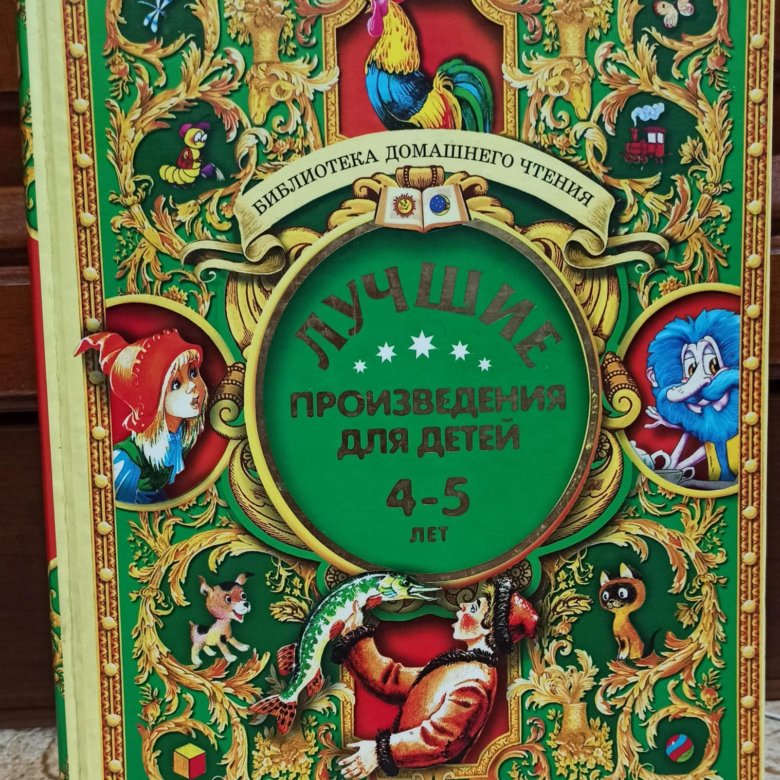 БИБЛИОТЕКА ДОМАШНЕГО ЧТЕНИЯ
ЛУЧШИЕ
ПРОИЗВЕДЕНИЯ
ДЛЯ ДЕТЕЙ
4-5
ЛЕТ